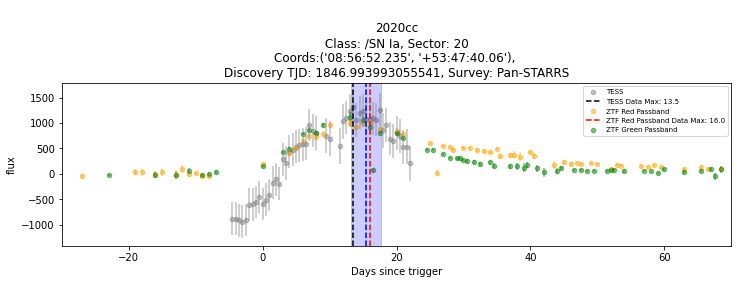 2020cc
Class: /SN Ia, Sector: 20
Coords:('08:56:52.235', '+53:47:40.06'),
Discovery TJD: 1846.993993055541, Survey: Pan-STARRS
TESS
TESS Data Max: 13.5
ZTF Red Passband
ZTF Red Passband Data Max: 16.0
ZTF Green Passband
flux
1500
1000
500
0
−500
−1000
−20
0
20
40
60
Days since trigger